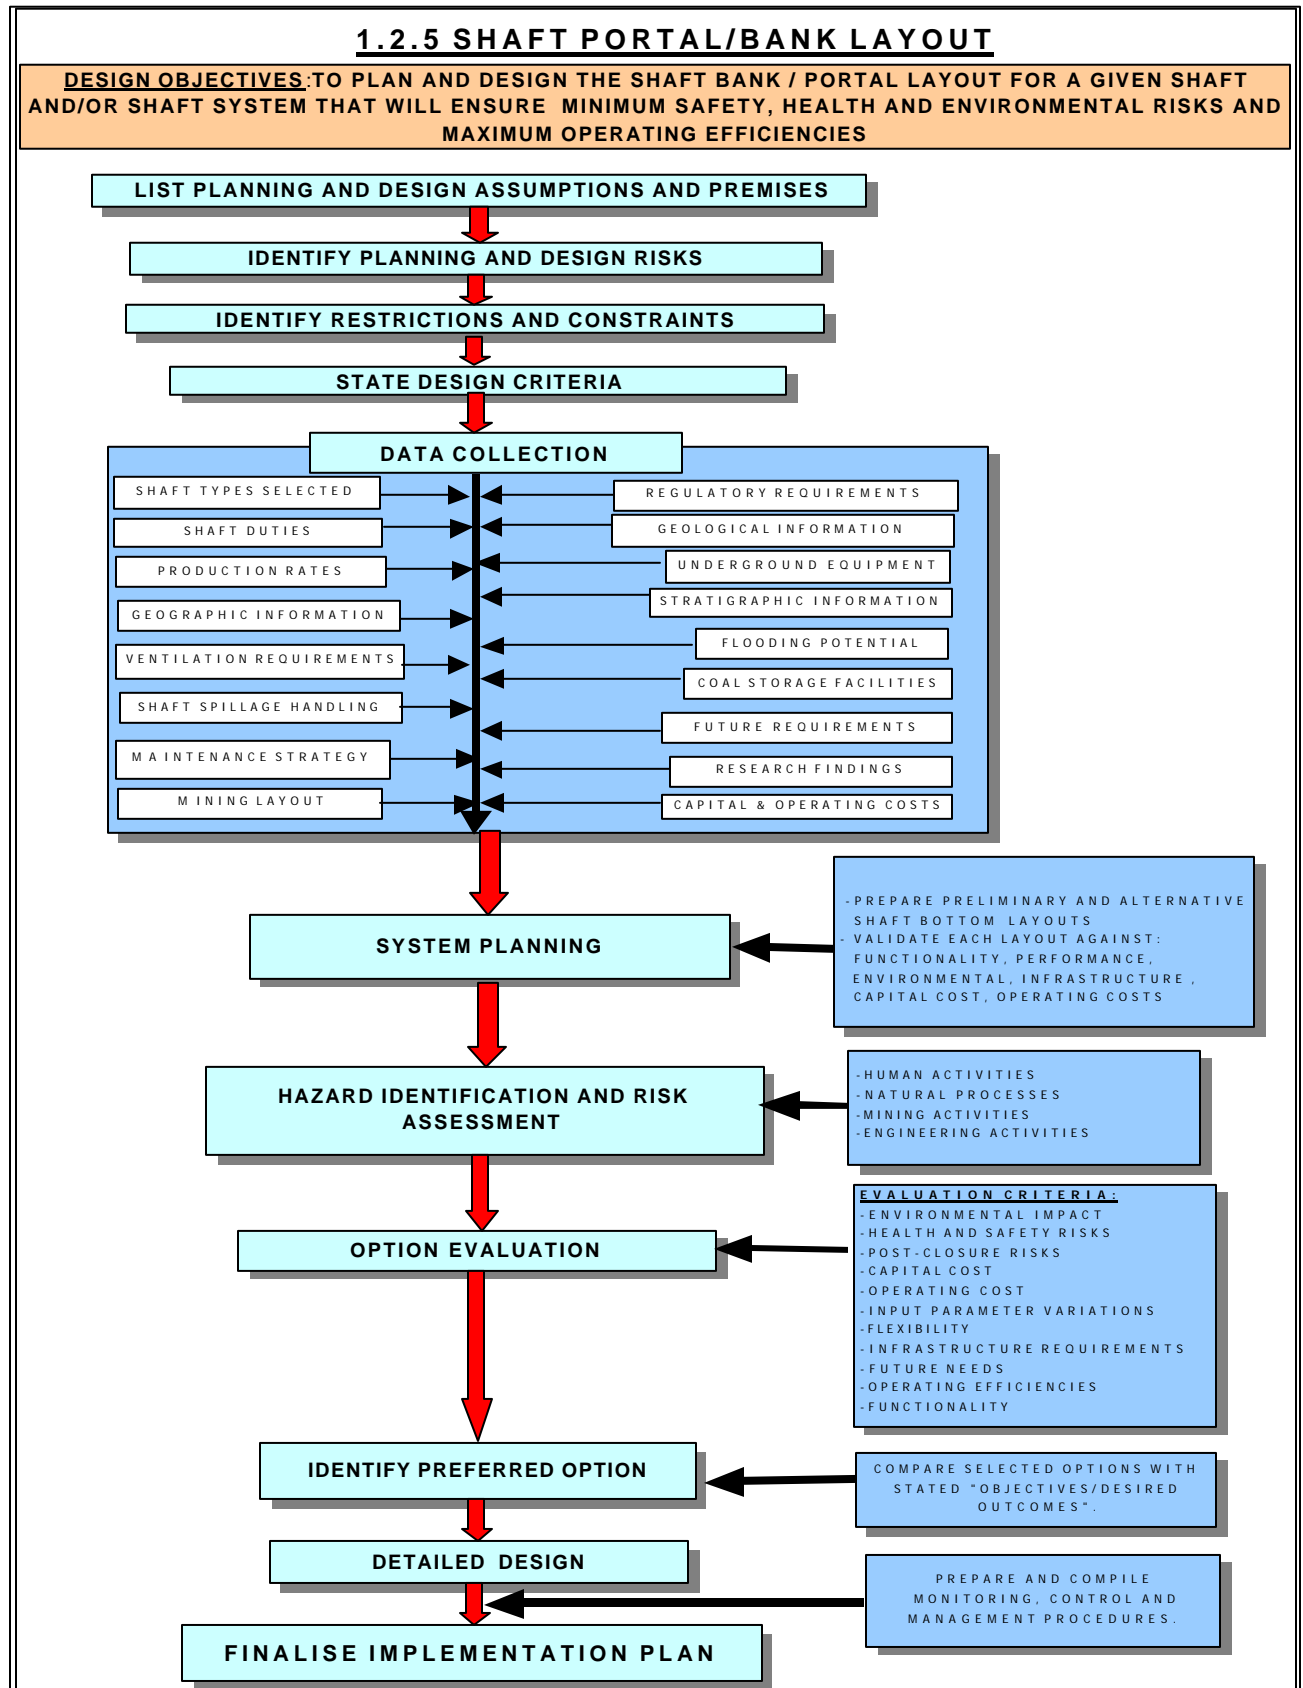 1.2.5 SHAFT PORTAL/BANK LAYOUT
DESIGN OBJECTIVES:TO PLAN AND DESIGN THE SHAFT BANK / PORTAL LAYOUT FOR A GIVEN SHAFT
AND/OR SHAFT SYSTEM THAT WILL ENSURE MINIMUM SAFETY, HEALTH AND ENVIRONMENTAL RISKS AND
MAXIMUM OPERATING EFFICIENCIES
LIST PLANNING AND DESIGN ASSUMPTIONS AND PREMISES
IDENTIFY PLANNING AND DESIGN RISKS
IDENTIFY RESTRICTIONS AND CONSTRAINTS
STATE DESIGN CRITERIA
DATA COLLECTION
SHAFT TYPES SELECTED
SHAFT DUTIES
PRODUCTION RATES
GEOGRAPHIC INFORMATION
VENTILATION REQUIREMENTS
SHAFT SPILLAGE HANDLING
MAINTENANCE STRATEGY
MINING LAYOUT
REGULATORY REQUIREMENTS
GEOLOGICAL INFORMATION
UNDERGROUND EQUIPMENT
STRATIGRAPHIC INFORMATION
FLOODING POTENTIAL
COAL STORAGE FACILITIES
FUTURE REQUIREMENTS
RESEARCH FINDINGS
CAPITAL & OPERATING COSTS
SYSTEM PLANNING
-PREPARE PRELIMINARY AND ALTERNATIVE
SHAFT BOTTOM LAYOUTS
- VALIDATE EACH LAYOUT AGAINST:
FUNCTIONALITY, PERFORMANCE,
ENVIRONMENTAL, INFRASTRUCTURE ,
CAPITAL COST, OPERATING COSTS
HAZARD IDENTIFICATION AND RISK
ASSESSMENT
-HUMAN ACTIVITIES
-NATURAL PROCESSES
-MINING ACTIVITIES
-ENGINEERING ACTIVITIES
OPTION EVALUATION
EVALUATION CRITERIA:
-ENVIRONMENTAL IMPACT
-HEALTH AND SAFETY RISKS
-POST-CLOSURE RISKS
-CAPITAL COST
-OPERATING COST
-INPUT PARAMETER VARIATIONS
-FLEXIBILITY
-INFRASTRUCTURE REQUIREMENTS
-FUTURE NEEDS
-OPERATING EFFICIENCIES
-FUNCTIONALITY
IDENTIFY PREFERRED OPTION
COMPARE SELECTED OPTIONS WITH
STATED "OBJECTIVES/DESIRED
OUTCOMES".
DETAILED DESIGN
PREPARE AND COMPILE
MONITORING, CONTROL AND
MANAGEMENT PROCEDURES.
FINALISE IMPLEMENTATION PLAN